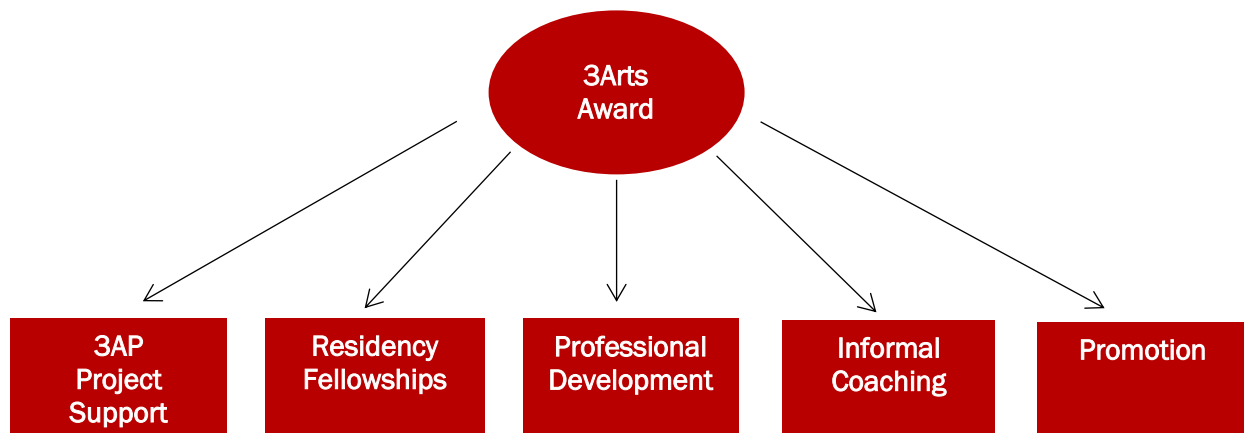 3Arts
Award
3AP
Project
Support
Residency
Fellowships
Professional
Development
Informal
Coaching
Promotion